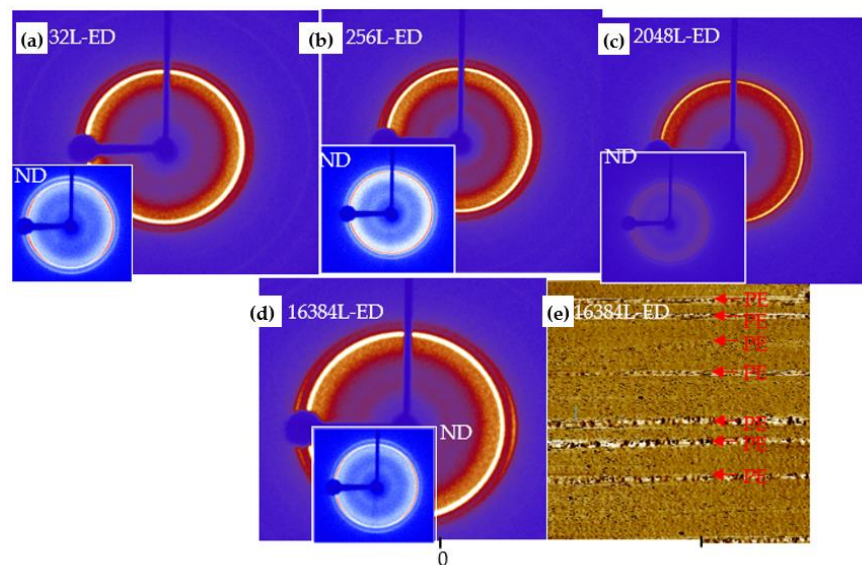 (a) 32L-ED
ND
(b) 256L-ED
ND
(c) 2048L-ED
ND
(d) 16384L-ED
ND
(e) 16384L-ED
PE
PE
PE
PE
PE
PE
PE
0